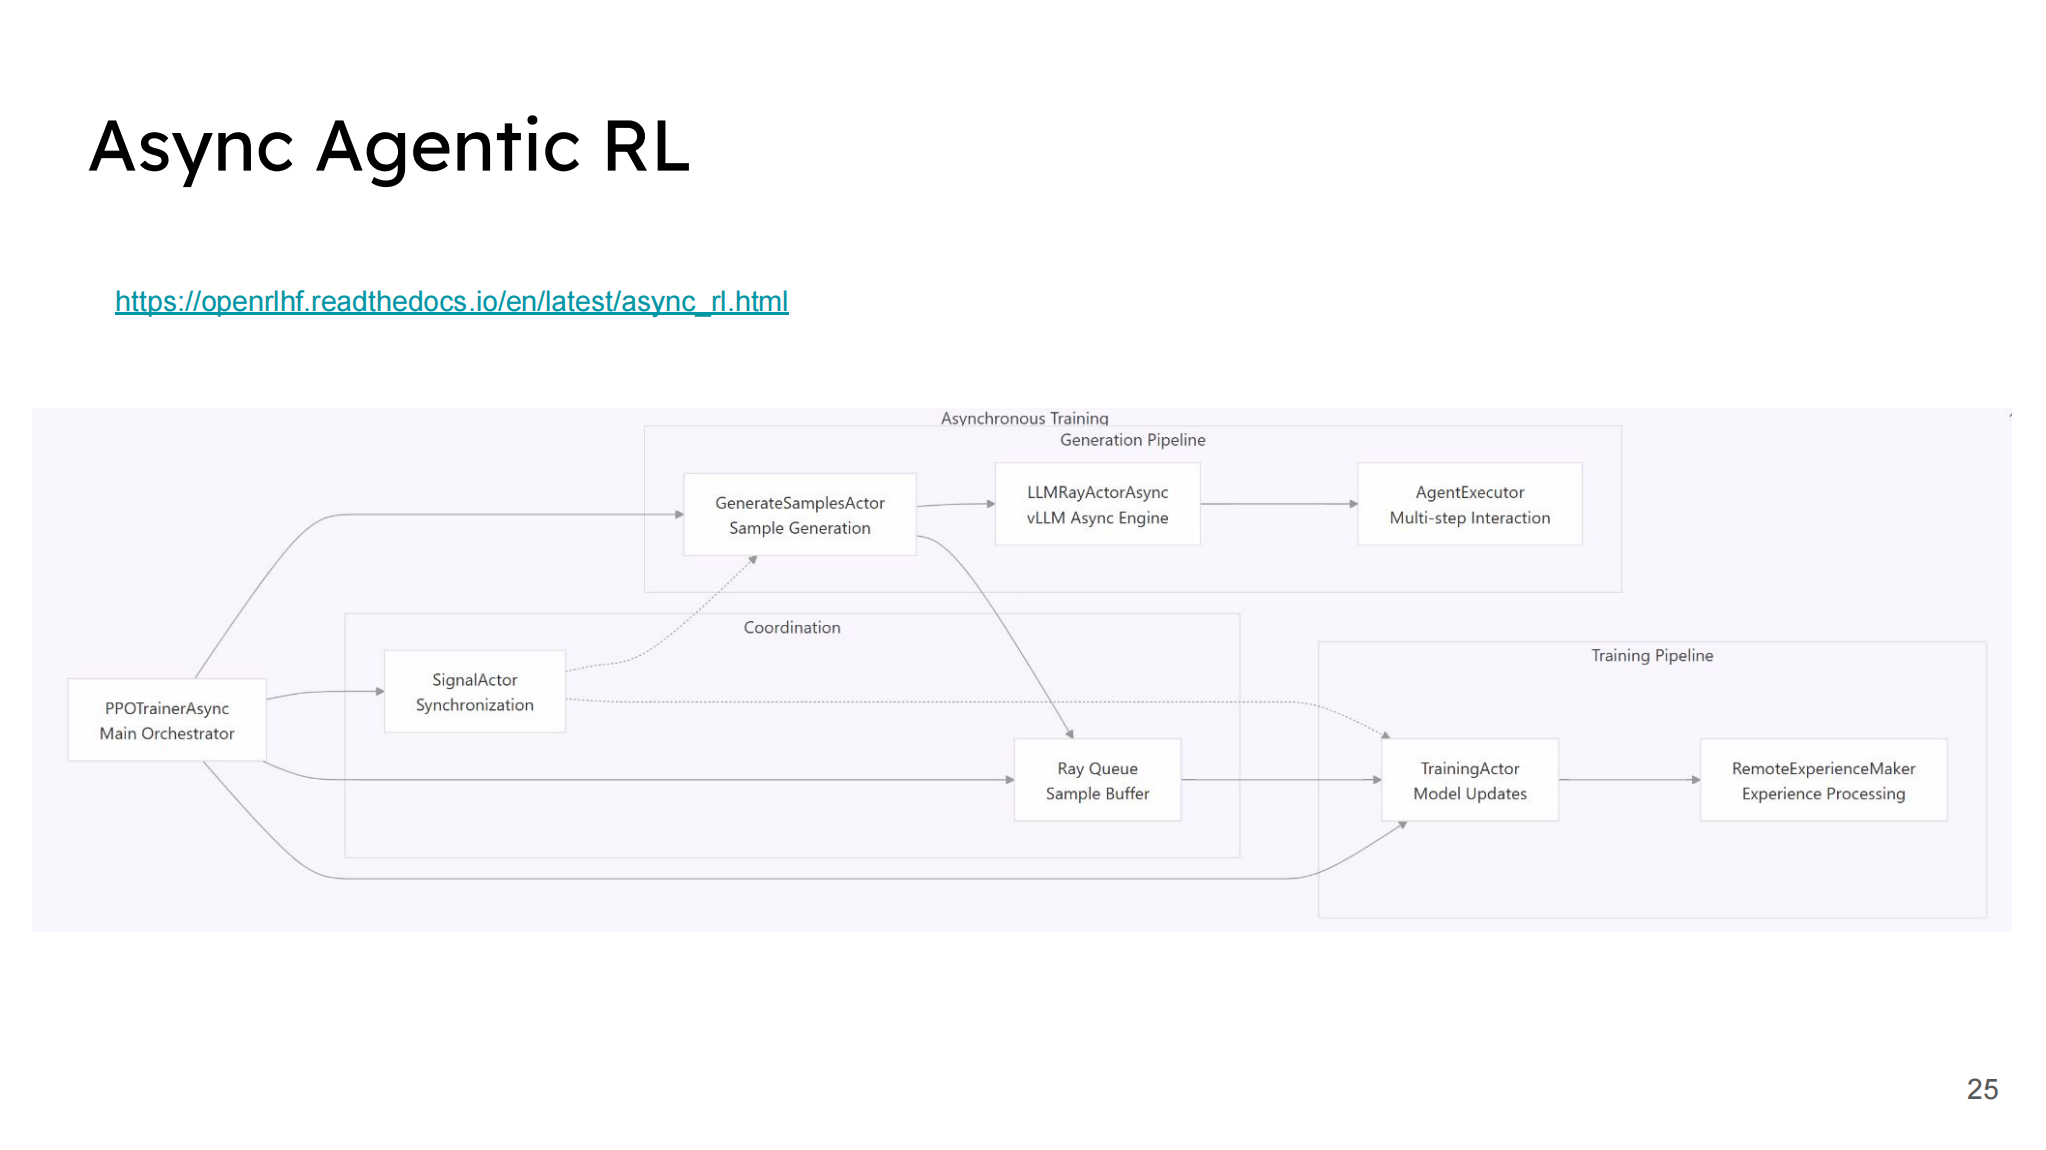 Async Agentic RL
https://openrlhf.readthedocs.io/en/latest/async_rl.html
Asynchronous Training
Generation Pipeline
GenerateSamplesActor
Sample Generation
LLMRayActorAsync
vLLM Async Engine
AgentExecutor
Multi-step Interaction
Coordination
SignalActor
Synchronization
PPOTrainerAsync
Main Orchestrator
Ray Queue
Sample Buffer
Training Pipeline
TrainingActor
Model Updates
RemoteExperienceMaker
Experience Processing
25